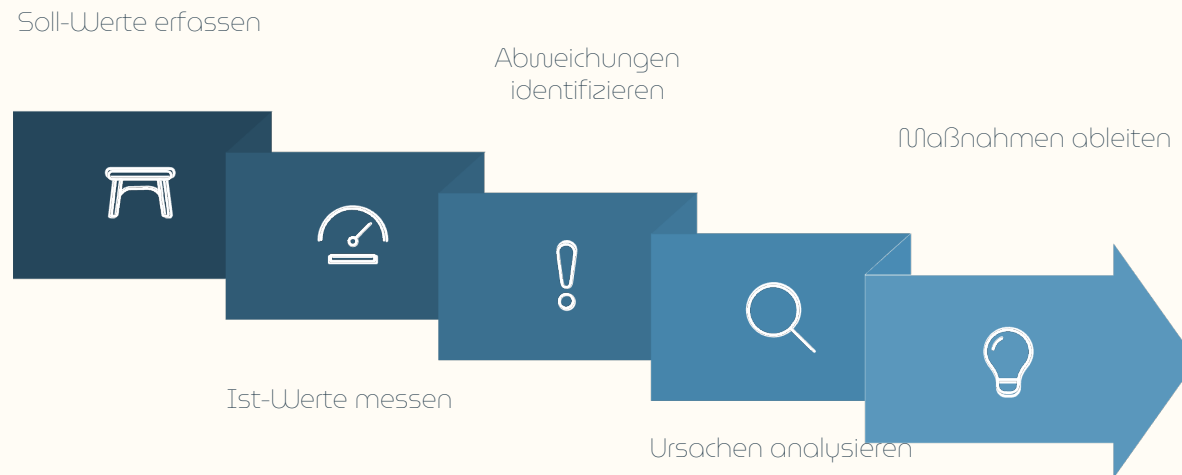 Soll-Werte erfassen
Ist-Werte messen
Abweichungen
identifizieren
Ursachen analysieren
Maßnahmen ableiten